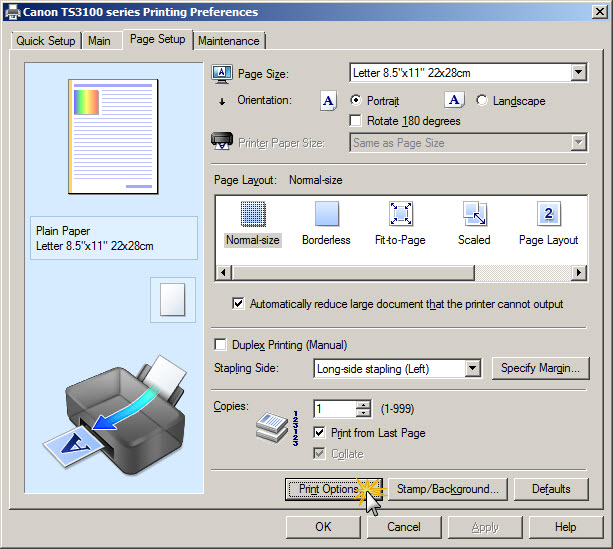 Canon TS3100 series Printing Preferences
Quick Setup Main Page Setup Maintenance
Page Size: Letter 8.5"x11" 22x28cm
Orientation: A Portrait A Landscape
Rotate 180 degrees
Printer Paper Size: Same as Page Size
Plain Paper
Letter 8.5"x11" 22x28cm
Page Layout: Normal-size
2
Normal-size Borderless Fit-to-Page Scaled Page Layout
Automatically reduce large document that the printer cannot output
Duplex Printing (Manual)
Stapling Side: Long-side stapling (Left) Specify Margin...
Copies: 1 (1-999)
123123
Print from Last Page
Collate
A
Print Options Stamp/Background... Defaults
OK Cancel Apply Help